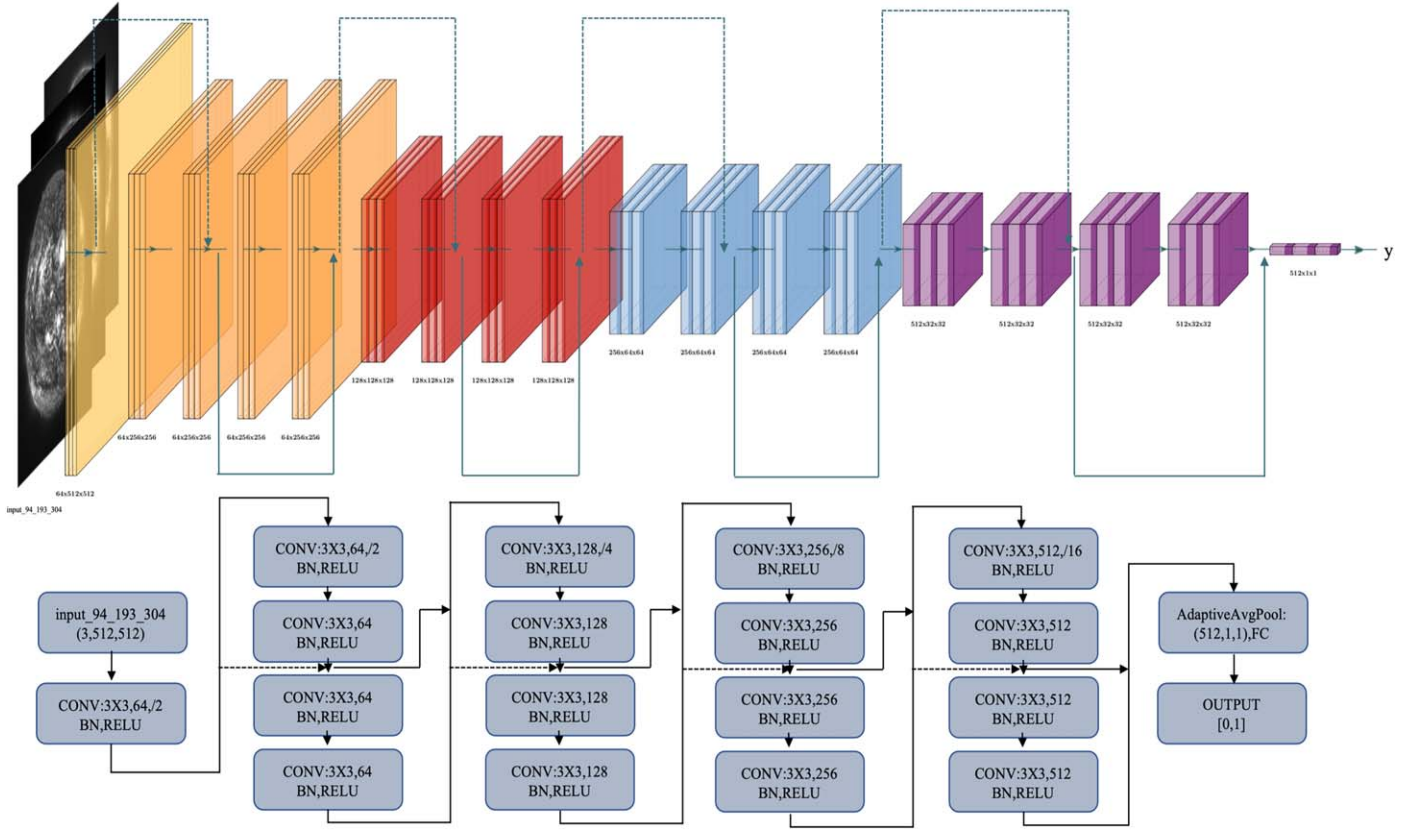 y
512x1x1
512x32x32
512x32x32
512x32x32
512x32x32
256x64x64
256x64x64
256x64x64
256x64x64
128x128x128
128x128x128
128x128x128
128x128x128
64x256x256
64x256x256
64x256x256
64x256x256
64x512x512
input_94_193_304
input_94_193_304
(3,512,512)
CONV:3X3,64,/2
BN,RELU
CONV:3X3,64,/2
BN,RELU
CONV:3X3,64
BN,RELU
CONV:3X3,64
BN,RELU
CONV:3X3,64
BN,RELU
CONV:3X3,128,/4
BN,RELU
CONV:3X3,128
BN,RELU
CONV:3X3,128
BN,RELU
CONV:3X3,128
BN,RELU
CONV:3X3,256,/8
BN,RELU
CONV:3X3,256
BN,RELU
CONV:3X3,256
BN,RELU
CONV:3X3,256
BN,RELU
CONV:3X3,512,/16
BN,RELU
CONV:3X3,512
BN,RELU
CONV:3X3,512
BN,RELU
CONV:3X3,512
BN,RELU
AdaptiveAvgPool:
(512,1,1),FC
OUTPUT
[0,1]